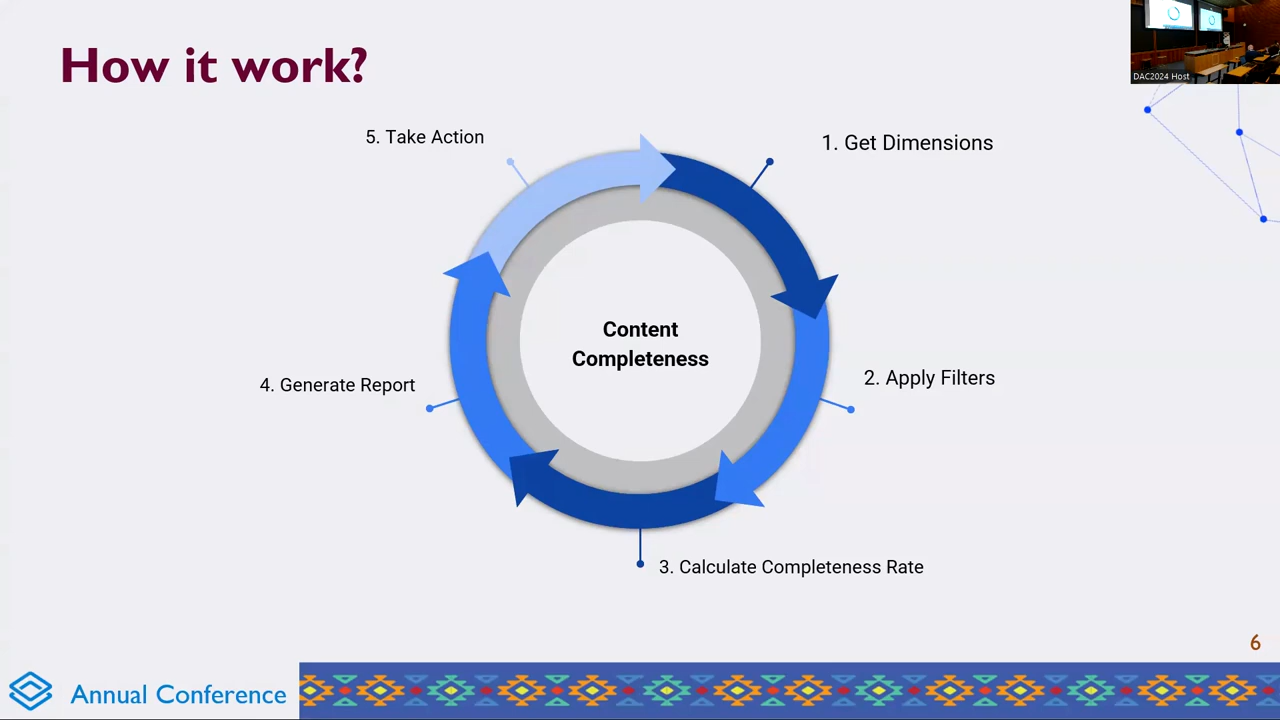 How it work?
DAC2024 Host
5. Take Action
1. Get Dimensions
Content
Completeness
4. Generate Report
2. Apply Filters
3. Calculate Completeness Rate
6
Annual Conference